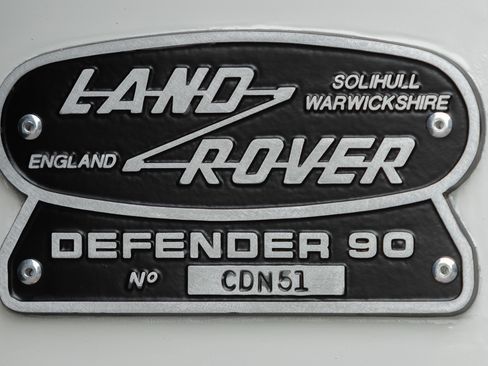 LAND
SOLIHULL
WARWICKSHIRE
ENGLAND
ROVER
DEFENDER 90
Nº CDN51